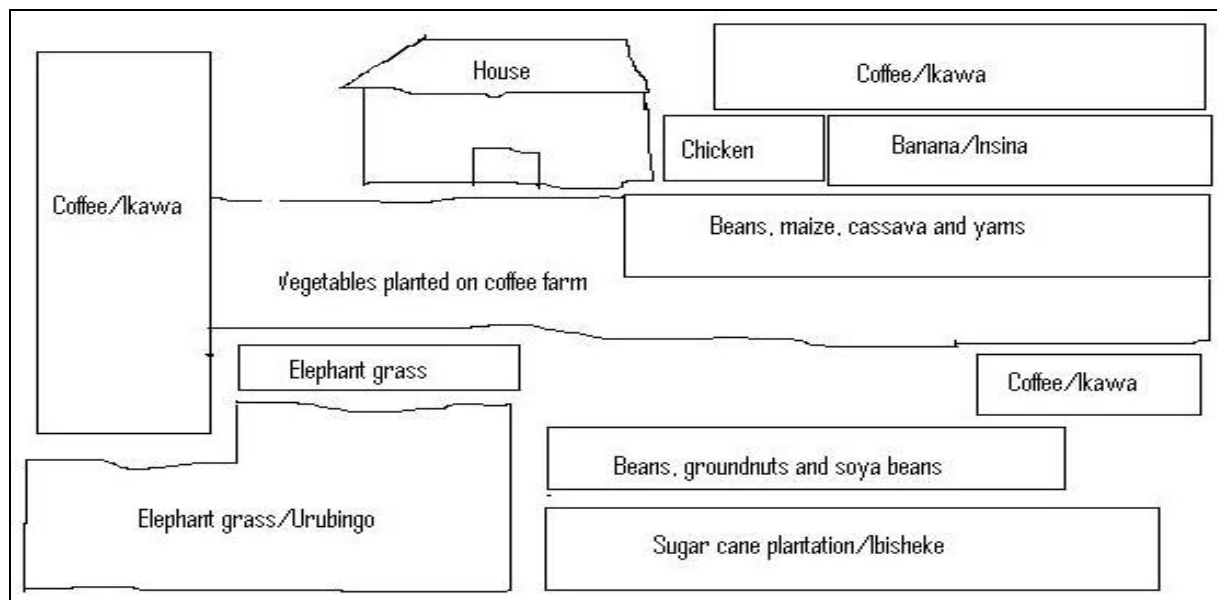 House
Coffee/Ikawa
Chicken
Banana/Insina
Coffee/Ikawa
Beans, maize, cassava and yams
Vegetables planted on coffee farm
Elephant grass
Coffee/Ikawa
Beans, groundnuts and soya beans
Elephant grass/Urubingo
Sugar cane plantation/Ibisheke